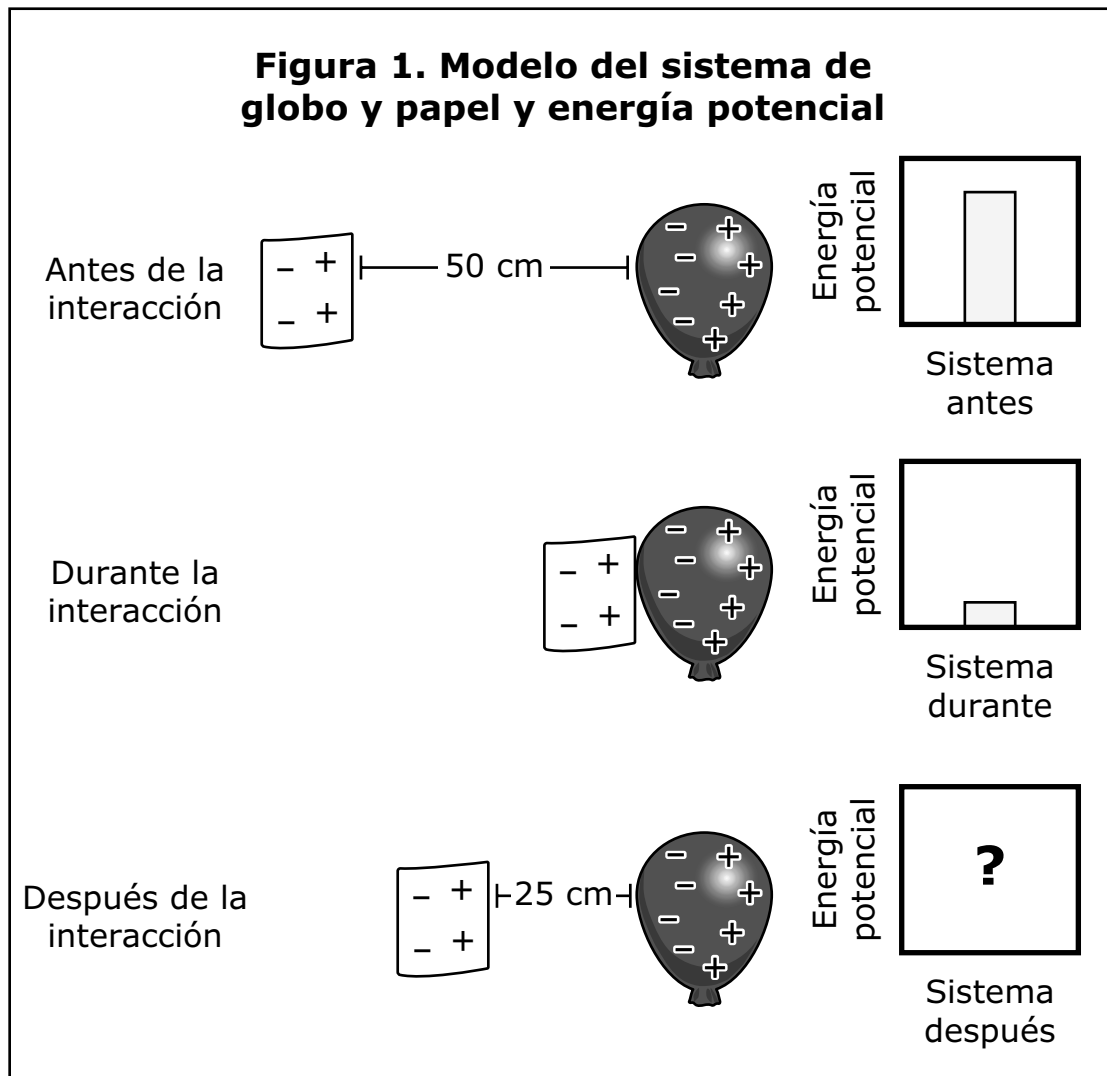 Figura 1. Modelo del sistema de
globo y papel y energía potencial
Antes de la
interacción
– +
– +
50 cm
– +
– +
– +
– +
Energía
potencial
Sistema
antes
Durante la
interacción
– +
– +
– +
– +
– +
– +
Energía
potencial
Sistema
durante
Después de la
interacción
– +
– +
25 cm
– +
– +
– +
– +
Energía
potencial
?
Sistema
después